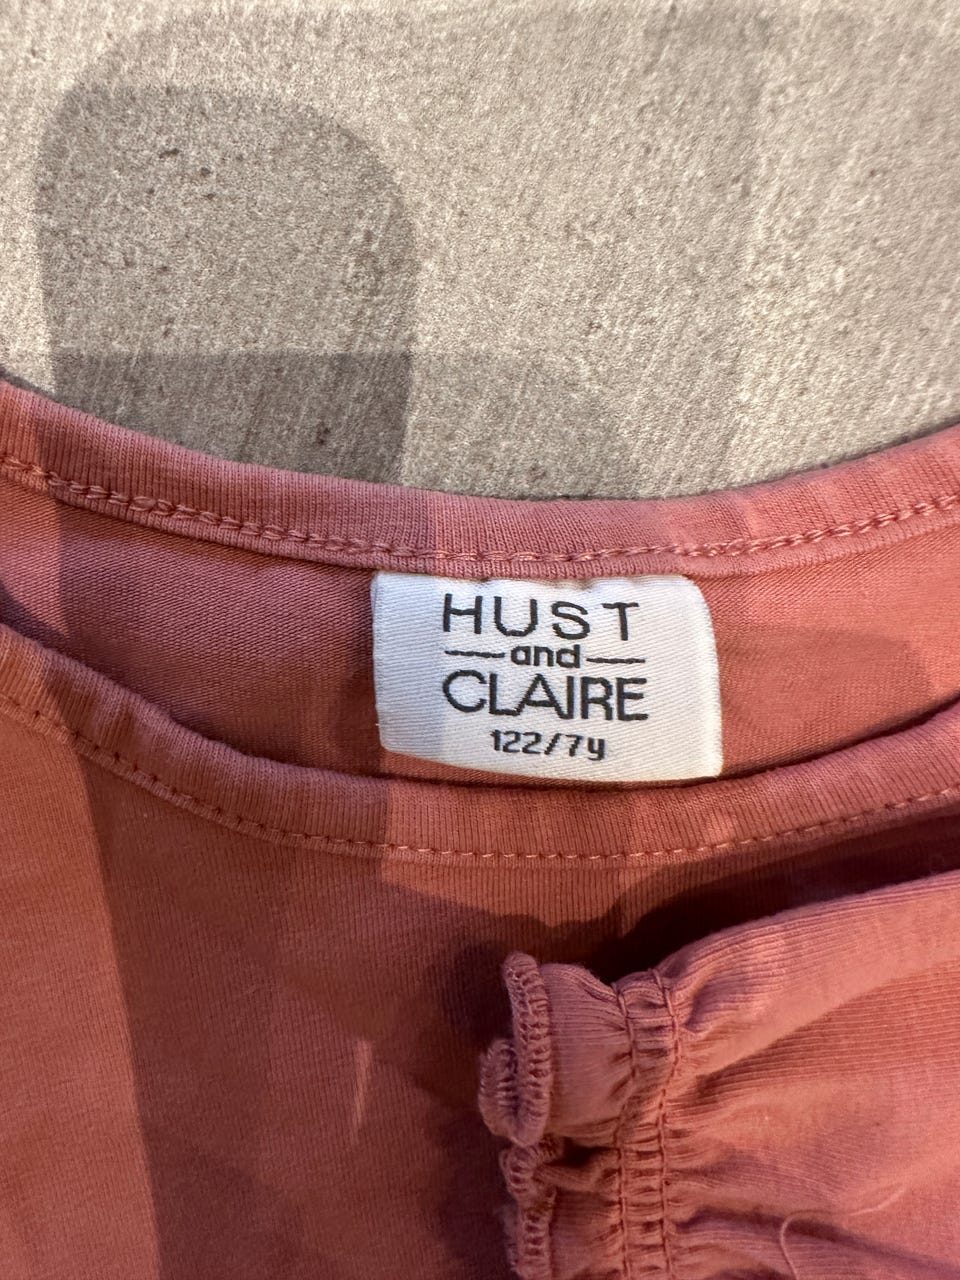 HUST
and
CLAIRE
122/7y